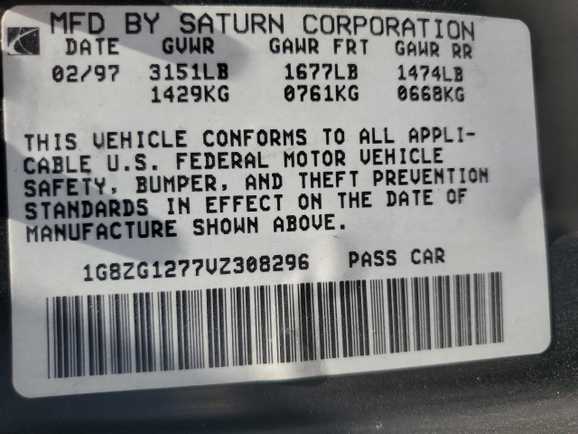 MFD BY SATURN CORPORATION
DATE GVWR GAWR FRT GAWR RR
02/97 3151LB 1677LB 1474LB
1429KG 0761KG 0668KG
THIS VEHICLE CONFORMS TO ALL APPLI-
CABLE U.S. FEDERAL MOTOR VEHICLE
SAFETY, BUMPER, AND THEFT PREVENTION
STANDARDS IN EFFECT ON THE DATE OF
MANUFACTURE SHOWN ABOVE.
1G8ZG1277VZ308296 PASS CAR